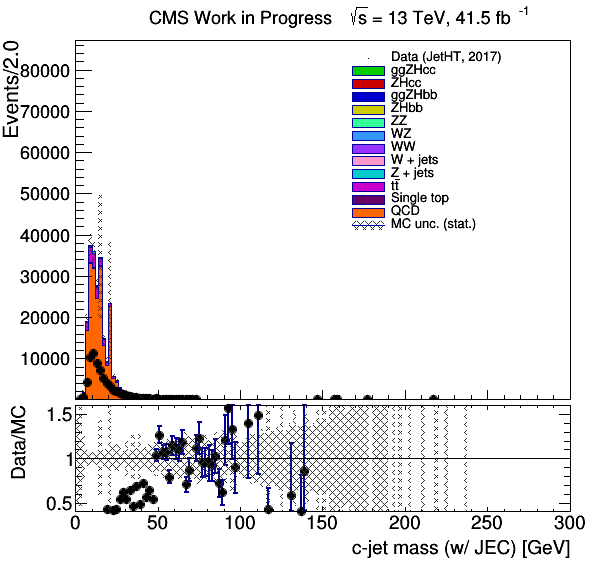 CMS Work in Progress √s = 13 TeV, 41.5 fb⁻¹
Events/2.0
80000
70000
60000
50000
40000
30000
20000
10000
Data (JetHT, 2017)
ggZHcc
ZHcc
ggZHbb
ZHbb
ZZ
WZ
WW
W + jets
Z + jets
tt̄
Single top
QCD
MC unc. (stat.)
Data/MC
1.5
1
0.5
0 50 100 150 200 250 300
c-jet mass (w/ JEC) [GeV]